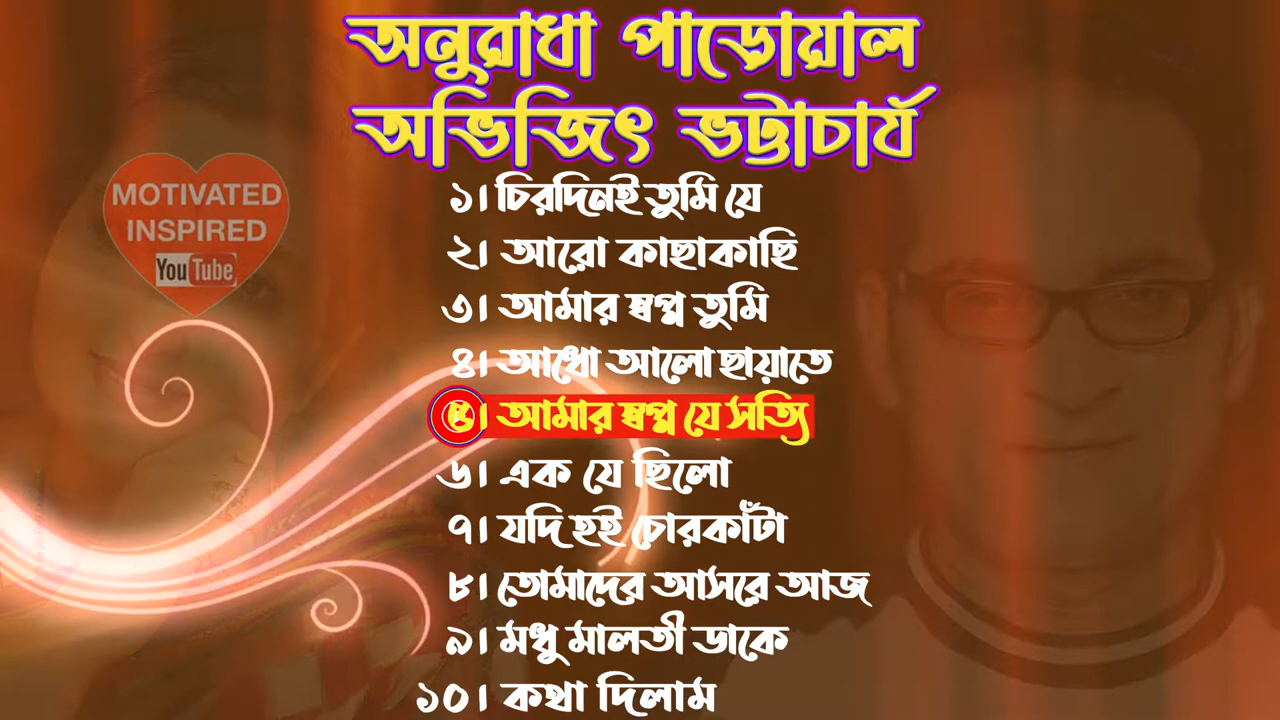 অনুরাধা পাড়োয়াল
অভিজিৎ ভট্টাচার্য
MOTIVATED
INSPIRED
YouTube
১। চিরদিনই তুমি যে
২। আরো কাছাকাছি
৩। আমার স্বপ্ন তুমি
৪। আধো আলো ছায়াতে
৫। আমার স্বপ্ন যে সত্যি
৬। এক যে ছিলো
৭। যদি হই চোরকাঁটা
৮। তোমাদের আসরে আজ
৯। মধু মালতী ডাকে
১০। কথা দিলাম